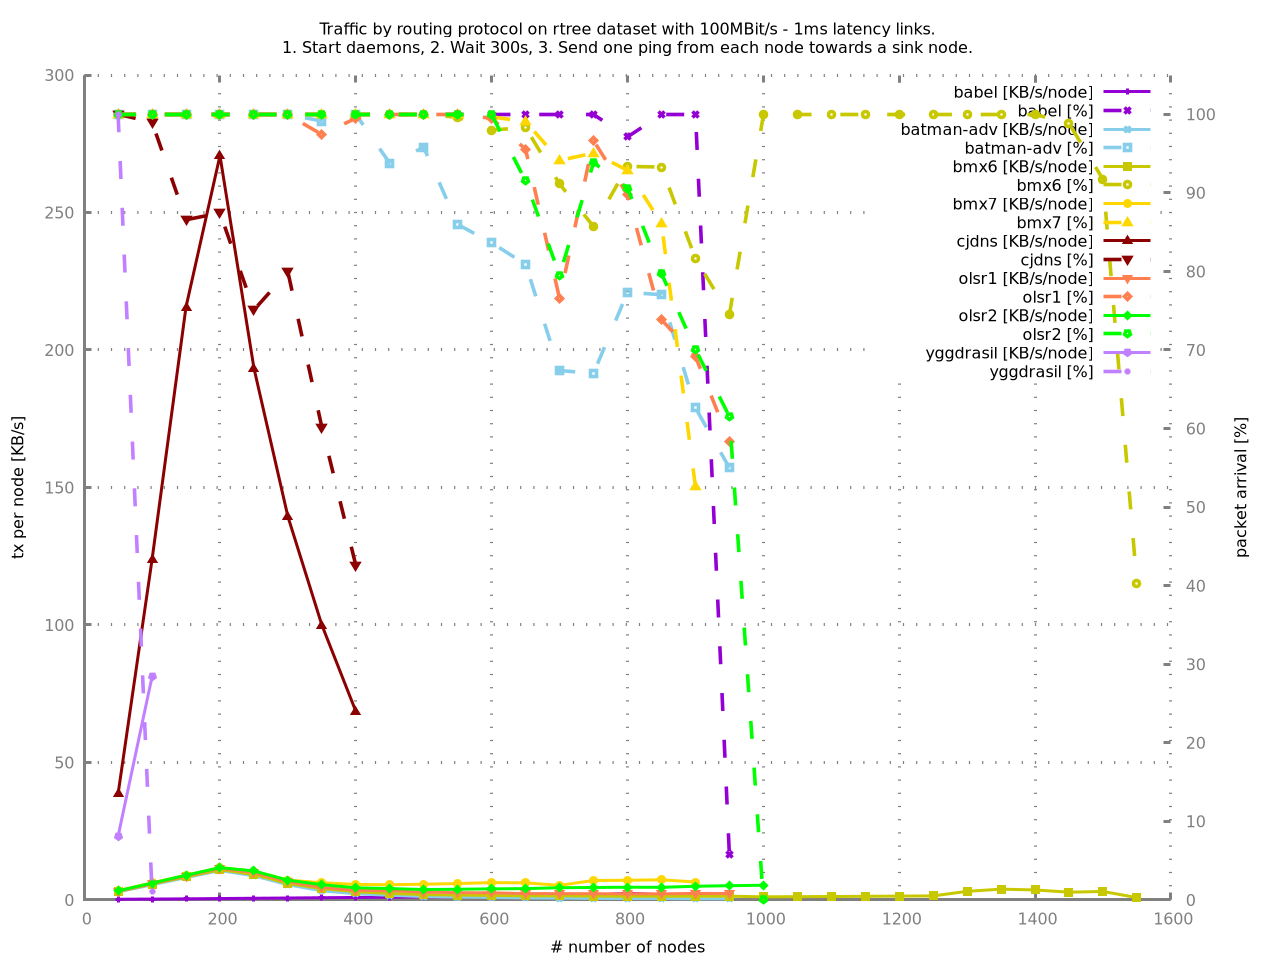 Traffic by routing protocol on rtree dataset with 100MBit/s - 1ms latency links.
1. Start daemons, 2. Wait 300s, 3. Send one ping from each node towards a sink node.
300
250
200
150
100
50
0
tx per node [KB/s]
babel [KB/s/node]
babel [%]
batman-adv [KB/s/node]
batman-adv [%]
bmx6 [KB/s/node]
bmx6 [%]
bmx7 [KB/s/node]
bmx7 [%]
cjdns [KB/s/node]
cjdns [%]
olsr1 [KB/s/node]
olsr1 [%]
olsr2 [KB/s/node]
olsr2 [%]
yggdrasil [KB/s/node]
yggdrasil [%]
100
90
80
70
60
50
40
30
20
10
0
packet arrival [%]
0 200 400 600 800 1000 1200 1400 1600
# number of nodes